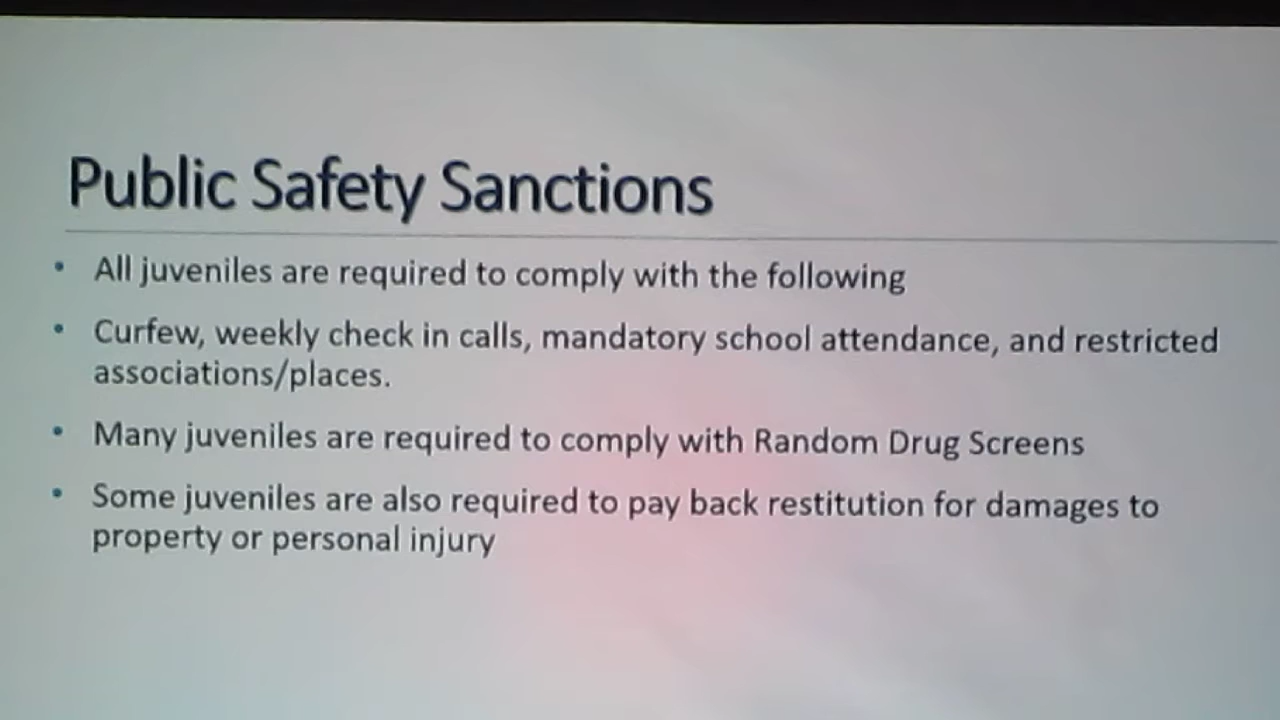 Public Safety Sanctions
• All juveniles are required to comply with the following
• Curfew, weekly check in calls, mandatory school attendance, and restricted
associations/places.
• Many juveniles are required to comply with Random Drug Screens
• Some juveniles are also required to pay back restitution for damages to
property or personal injury